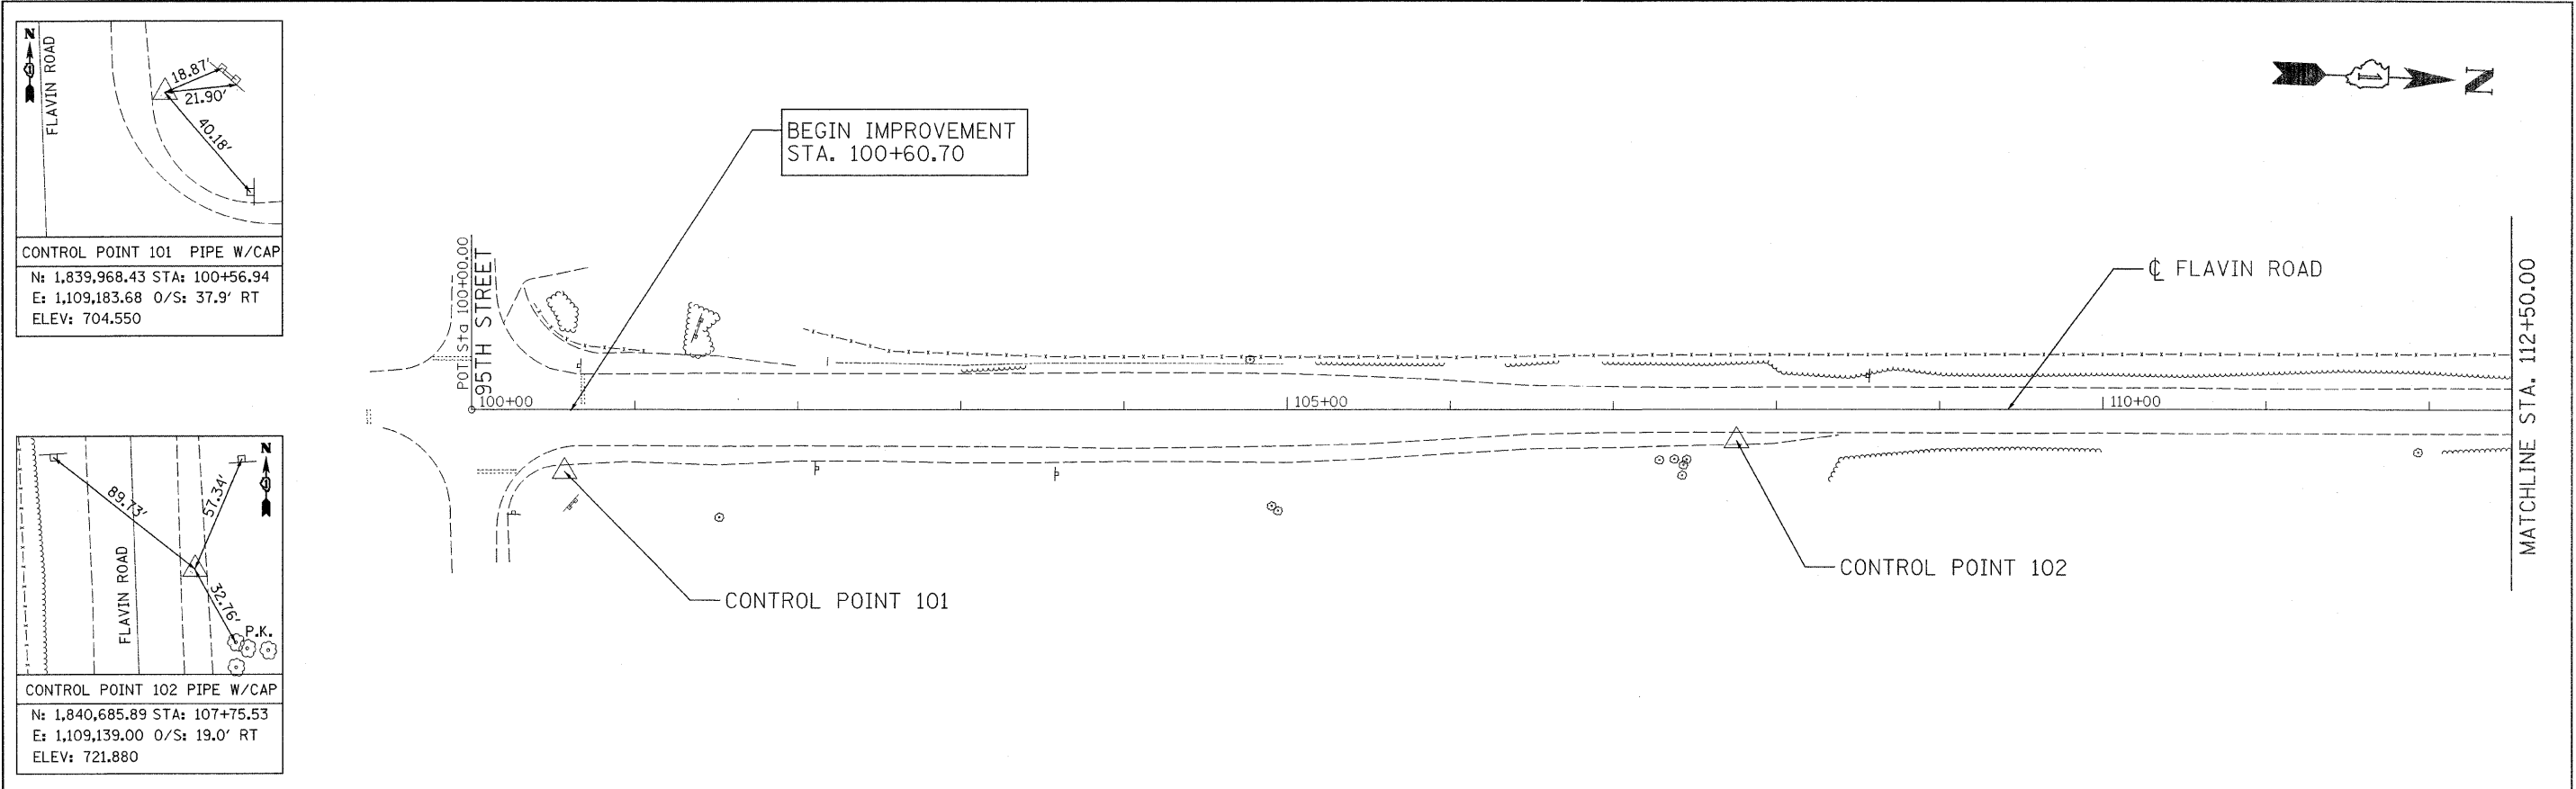 N
FLAVIN ROAD
18.87'
21.90'
40.18'
CONTROL POINT 101 PIPE W/CAP
N: 1,839,968.43 STA: 100+56.94
E: 1,109,183.68 O/S: 37.9' RT
ELEV: 704.550
N
89.73'
57.34'
32.76'
P.K.
FLAVIN ROAD
CONTROL POINT 102 PIPE W/CAP
N: 1,840,685.89 STA: 107+75.53
E: 1,109,139.00 O/S: 19.0' RT
ELEV: 721.880
BEGIN IMPROVEMENT
STA. 100+60.70
N
POT Sta 100+00.00
95TH STREET
℄ FLAVIN ROAD
100+00
105+00
110+00
MATCHLINE STA. 112+50.00
CONTROL POINT 101
CONTROL POINT 102